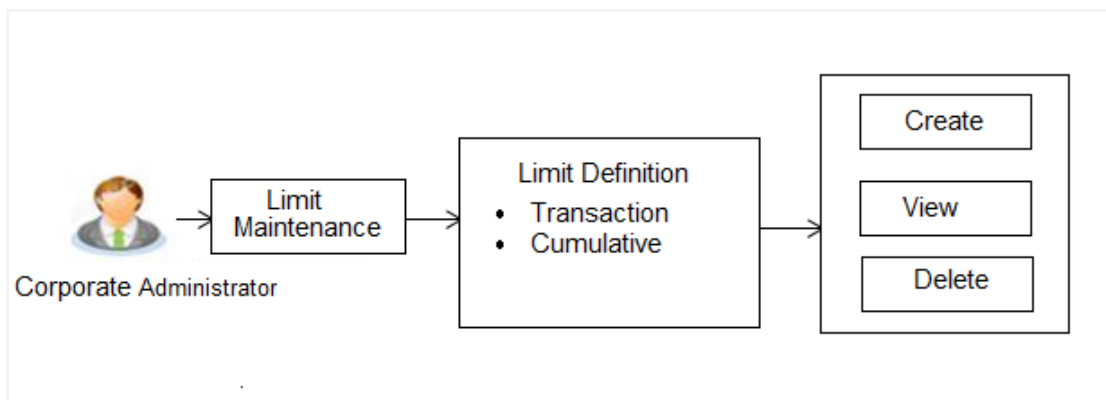 Corporate Administrator
Limit
Maintenance
Limit Definition
• Transaction
• Cumulative
Create
View
Delete